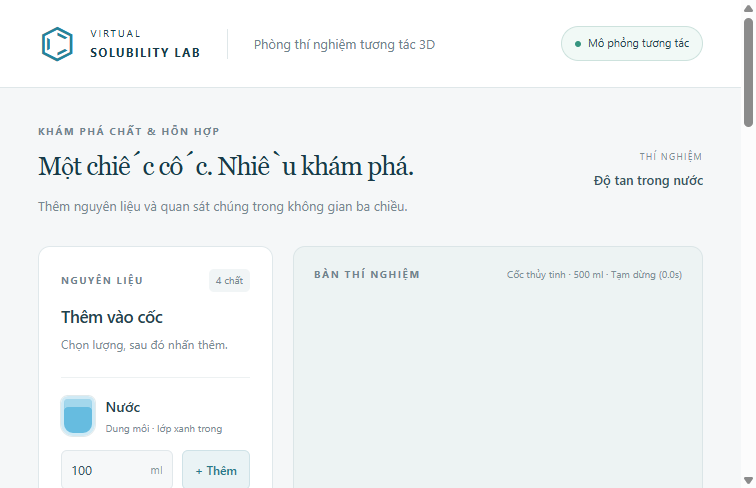 VIRTUAL
SOLUBILITY LAB
Phòng thí nghiệm tương tác 3D
Mô phỏng tương tác
KHÁM PHÁ CHẤT & HỖN HỢP
Một chiếc cốc. Nhiều khám phá.
Thêm nguyên liệu và quan sát chúng trong không gian ba chiều.
THÍ NGHIỆM
Độ tan trong nước
NGUYÊN LIỆU
4 chất
Thêm vào cốc
Chọn lượng, sau đó nhấn thêm.
Nước
Dung môi · lớp xanh trong
100 ml
+ Thêm
BÀN THÍ NGHIỆM
Cốc thủy tinh · 500 ml · Tạm dừng (0.0s)